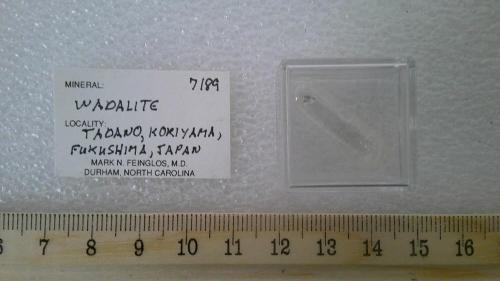 MINERAL: 7189
WADALITE
LOCALITY:
TADANO, KORIYAMA,
FUKUSHIMA, JAPAN
MARK N. FEINGLOS, M.D.
DURHAM, NORTH CAROLINA
6 7 8 9 10 11 12 13 14 15 16